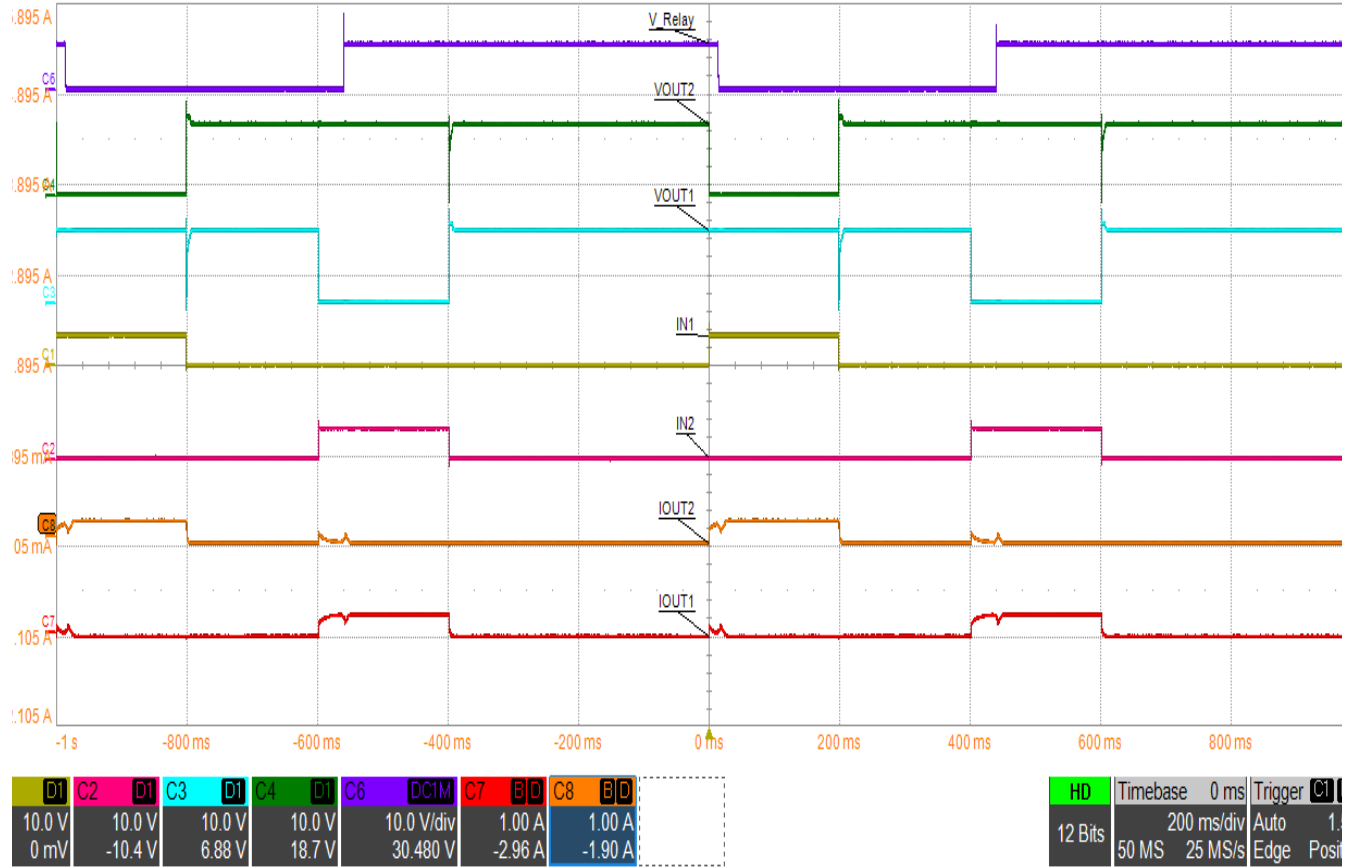 .895 A
V_Relay
C6
.895 A
VOUT2
.895 A
C4
VOUT1
2.895 A
C3
IN1
C1
.895 A
IN2
C2
895 mA
IOUT2
C8
05 mA
IOUT1
C7
.105 A
.105 A
-1 s
-800 ms
-600 ms
-400 ms
-200 ms
0 ms
200 ms
400 ms
600 ms
800 ms
D1
10.0 V
0 mV
C2 D1
10.0 V
-10.4 V
C3 D1
10.0 V
6.88 V
C4 D1
10.0 V
18.7 V
C6 DC1M
10.0 V/div
30.480 V
C7 B D
1.00 A
-2.96 A
C8 B D
1.00 A
-1.90 A
HD
12 Bits
Timebase 0 ms
200 ms/div
50 MS 25 MS/s
Trigger C1
Auto 1.
Edge Posit